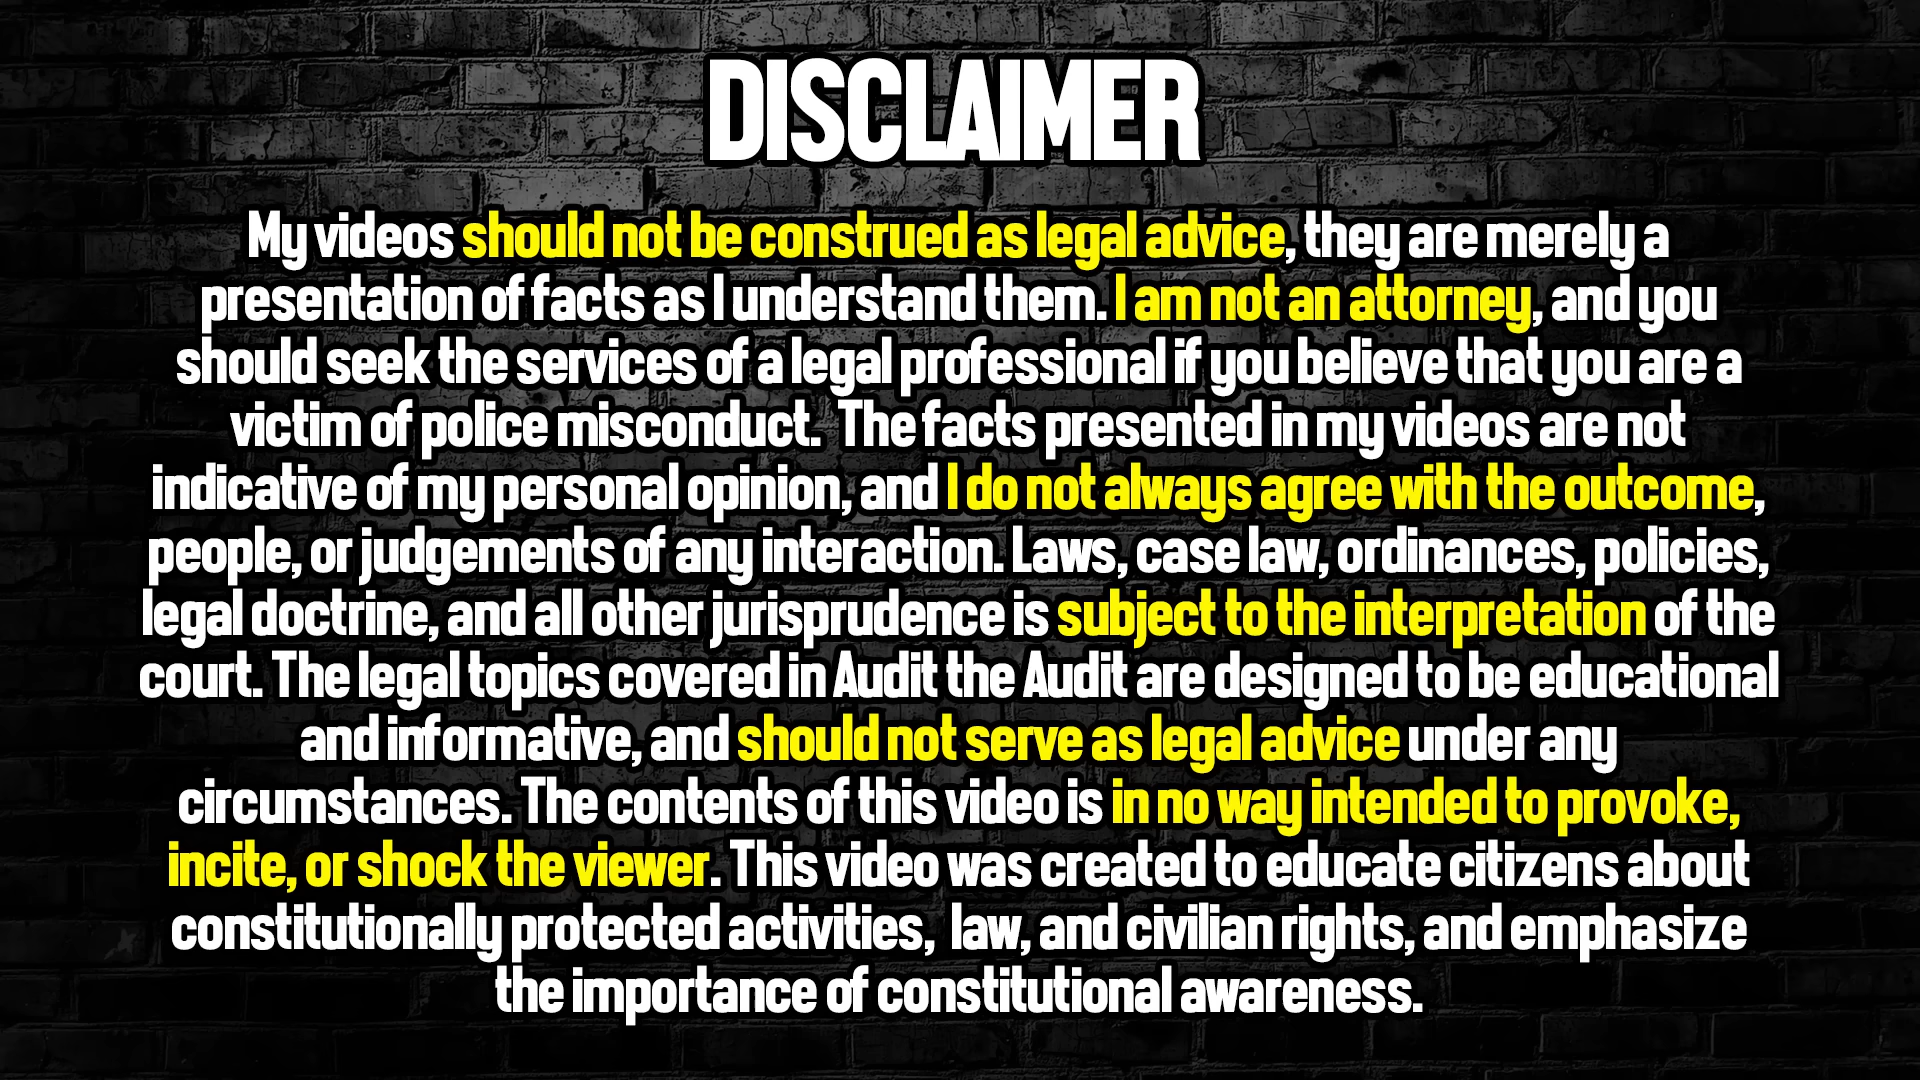 DISCLAIMER
My videos should not be construed as legal advice, they are merely a
presentation of facts as I understand them. I am not an attorney, and you
should seek the services of a legal professional if you believe that you are a
victim of police misconduct.  The facts presented in my videos are not
indicative of my personal opinion, and I do not always agree with the outcome,
people, or judgements of any interaction. Laws, case law, ordinances, policies,
legal doctrine, and all other jurisprudence is subject to the interpretation of the
court. The legal topics covered in Audit the Audit are designed to be educational
and informative, and should not serve as legal advice under any
circumstances. The contents of this video is in no way intended to provoke,
incite, or shock the viewer. This video was created to educate citizens about
constitutionally protected activities,  law, and civilian rights, and emphasize
the importance of constitutional awareness.